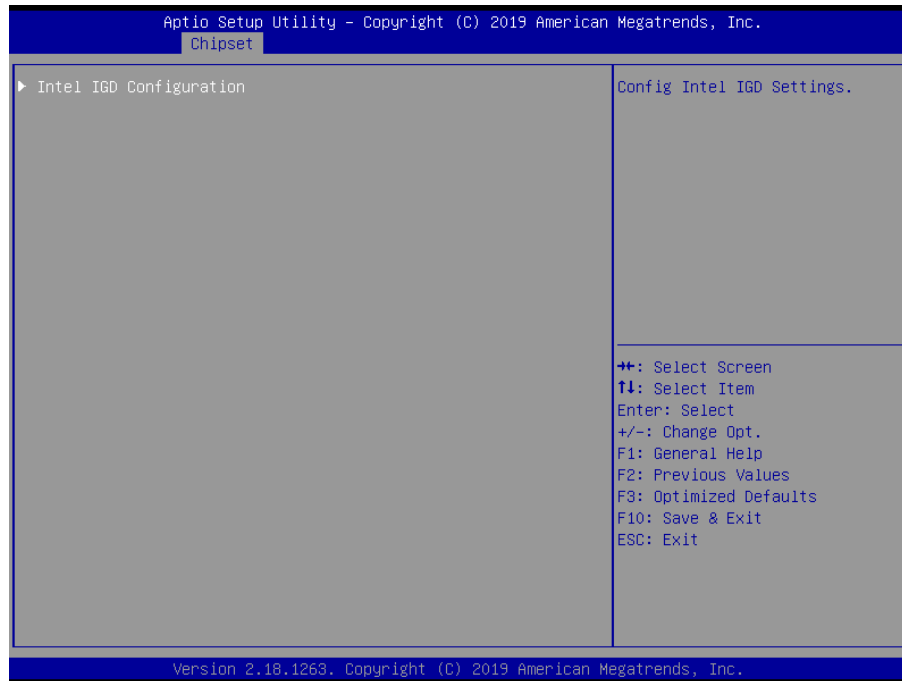 Aptio Setup Utility – Copyright (C) 2019 American Megatrends, Inc.
Chipset
▶ Intel IGD Configuration
Config Intel IGD Settings.
→←: Select Screen
↑↓: Select Item
Enter: Select
+/-: Change Opt.
F1: General Help
F2: Previous Values
F3: Optimized Defaults
F10: Save & Exit
ESC: Exit
Version 2.18.1263. Copyright (C) 2019 American Megatrends, Inc.